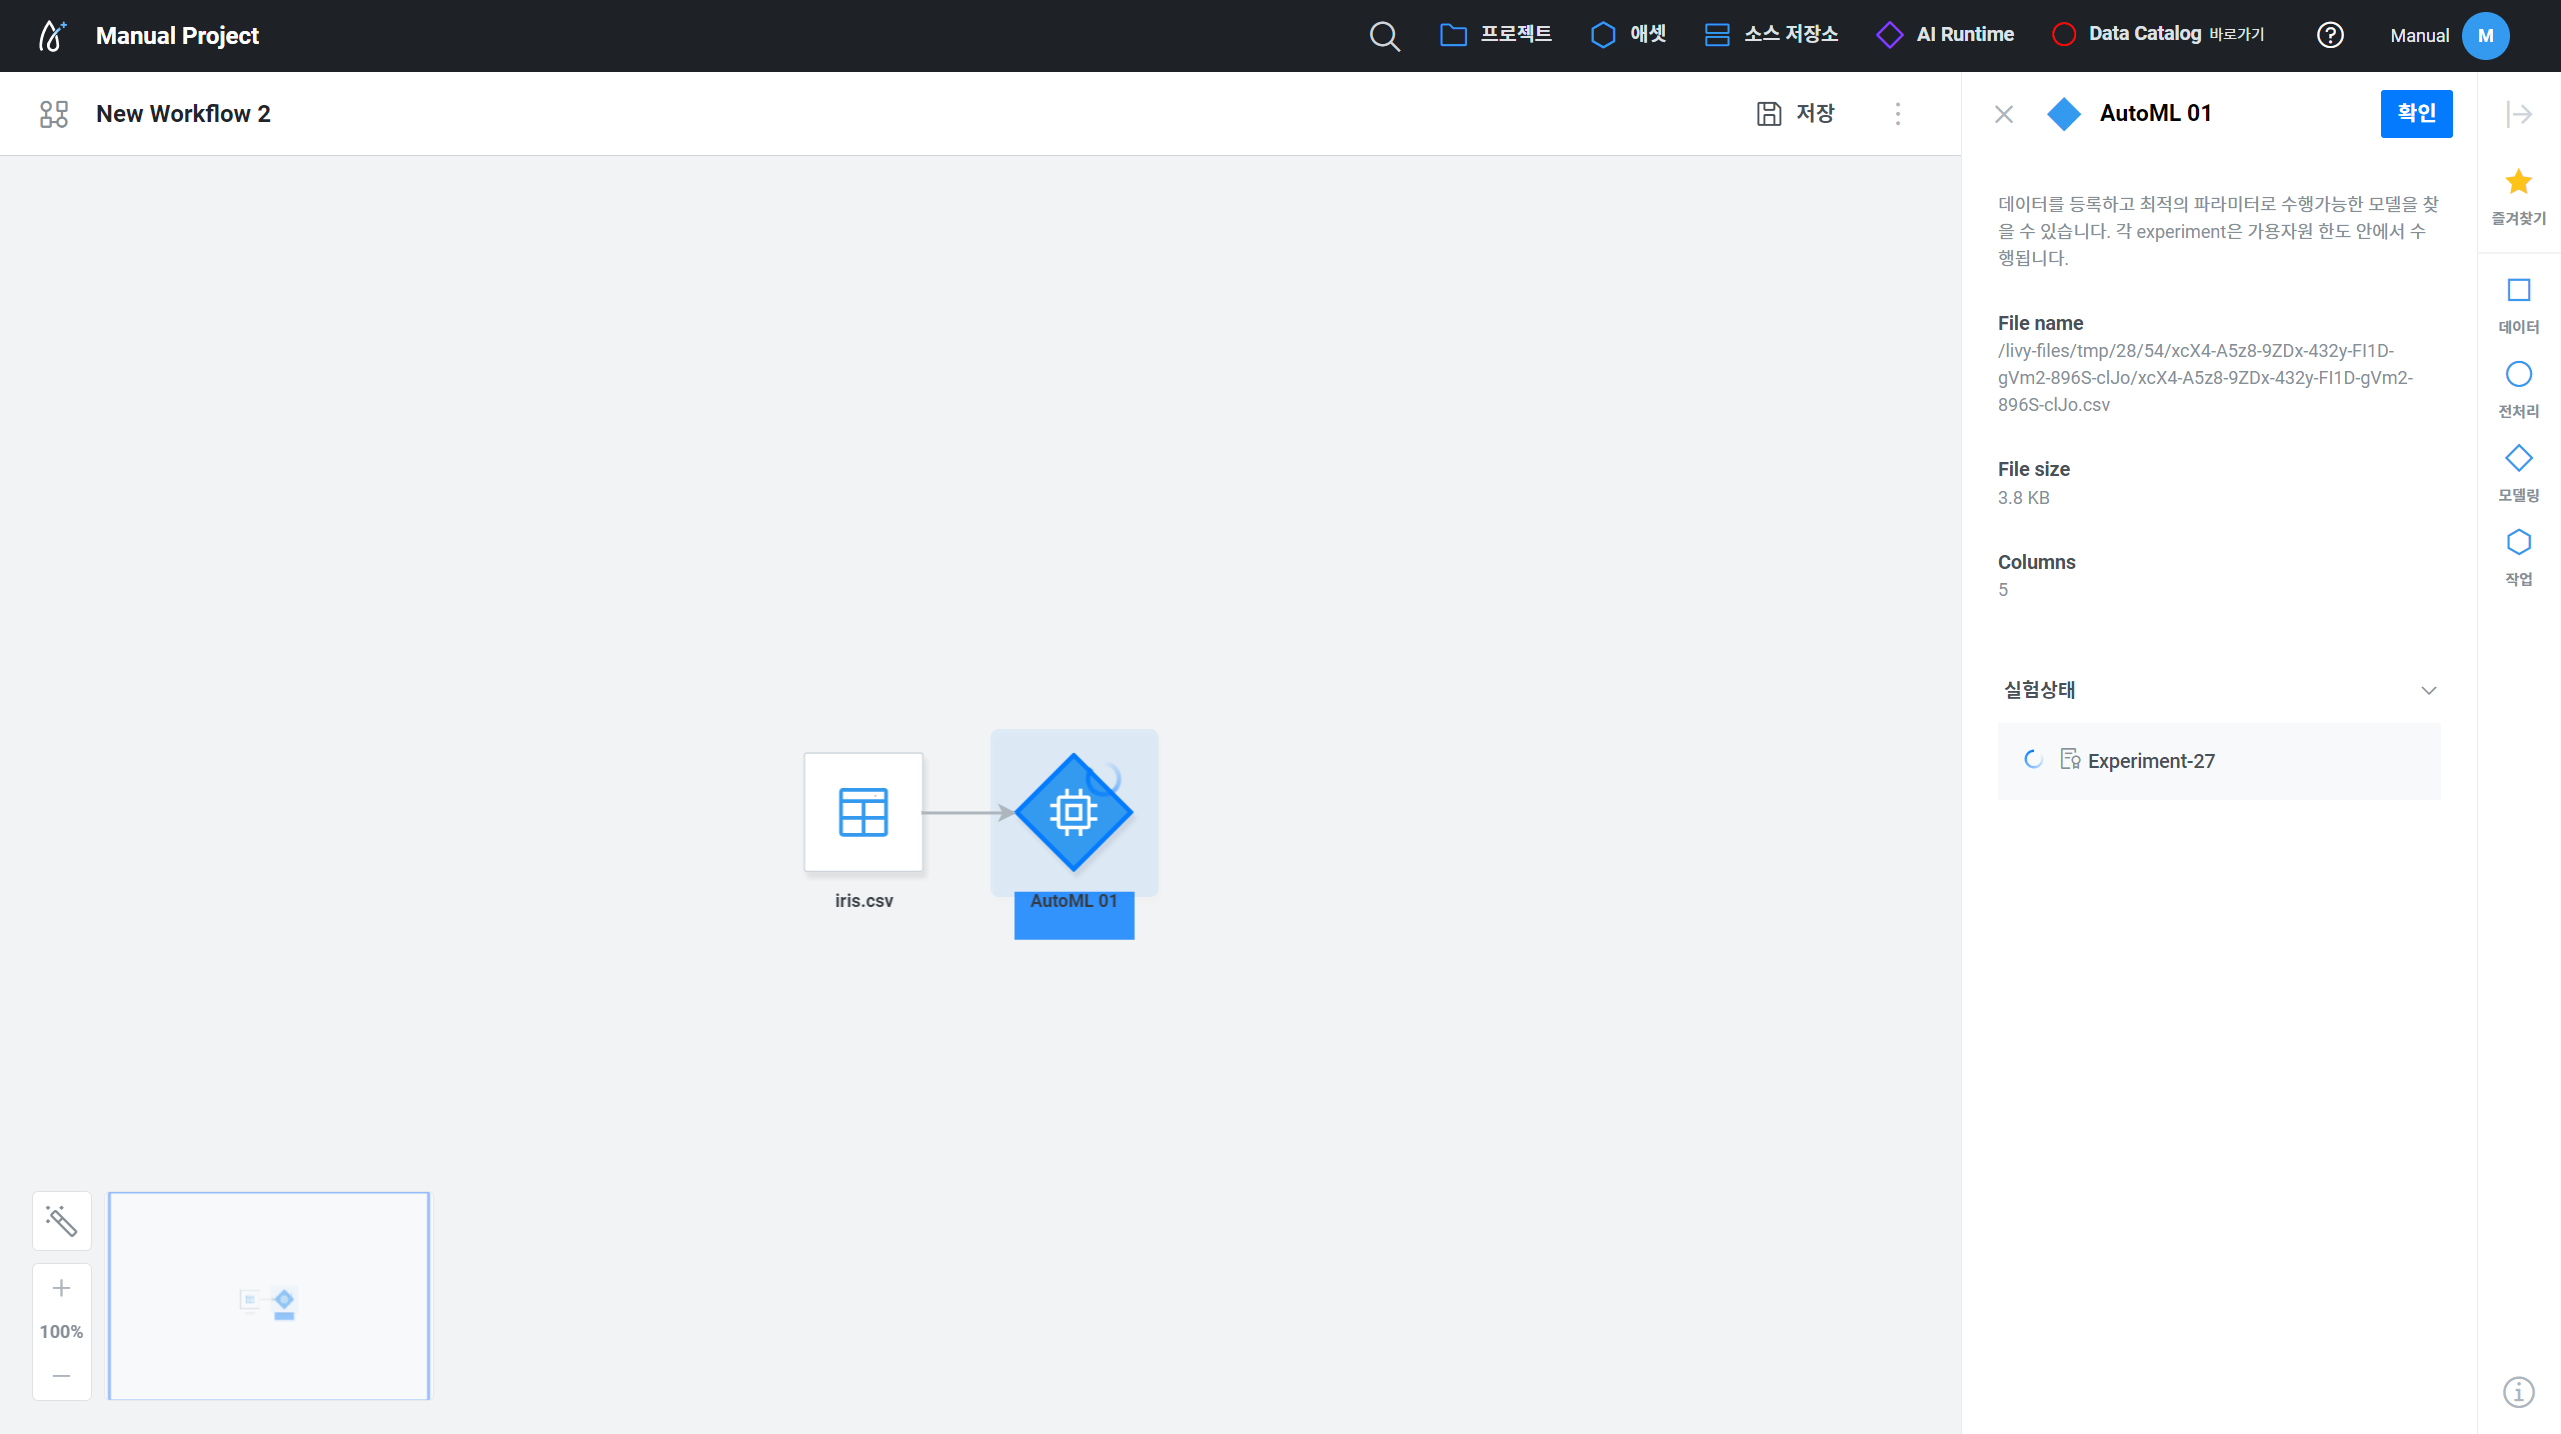 Manual Project
프로젝트
애셋
소스 저장소
AI Runtime
Data Catalog 바로가기
Manual
M
New Workflow 2
저장
AutoML 01
확인
즐겨찾기
데이터를 등록하고 최적의 파라미터로 수행가능한 모델을 찾
을 수 있습니다. 각 experiment은 가용자원 한도 안에서 수
행됩니다.
File name
/livy-files/tmp/28/54/xcX4-A5z8-9ZDx-432y-FI1D-
gVm2-896S-clJo/xcX4-A5z8-9ZDx-432y-FI1D-gVm2-
896S-clJo.csv
File size
3.8 KB
Columns
5
실험상태
Experiment-27
데이터
전처리
모델링
작업
iris.csv
AutoML 01
100%